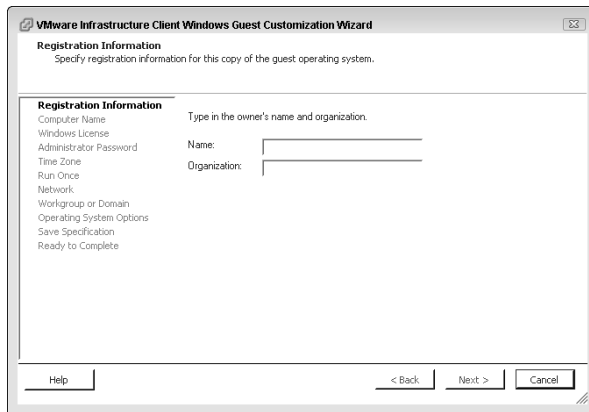 VMware Infrastructure Client Windows Guest Customization Wizard
Registration Information
Specify registration information for this copy of the guest operating system.
Registration Information
Computer Name
Windows License
Administrator Password
Time Zone
Run Once
Network
Workgroup or Domain
Operating System Options
Save Specification
Ready to Complete
Type in the owner's name and organization.
Name:
Organization:
Help
< Back
Next >
Cancel